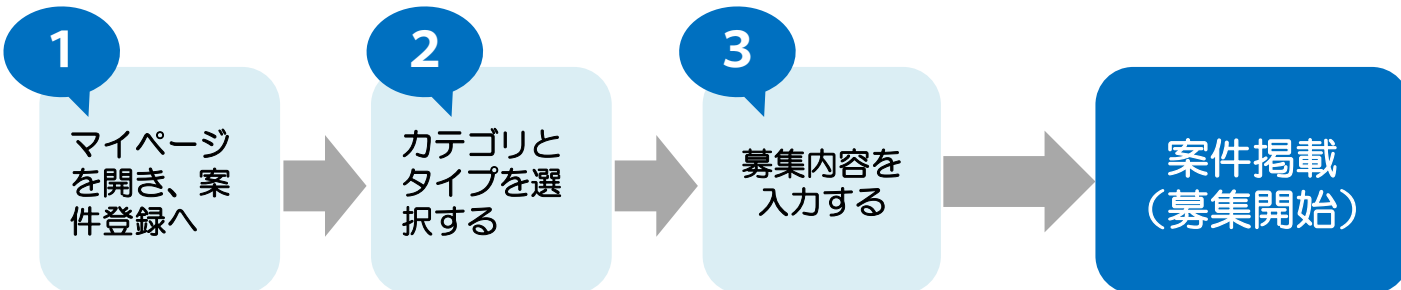 1
マイページ
を開き、案
件登録へ
2
カテゴリと
タイプを選
択する
3
募集内容を
入力する
案件掲載
（募集開始）